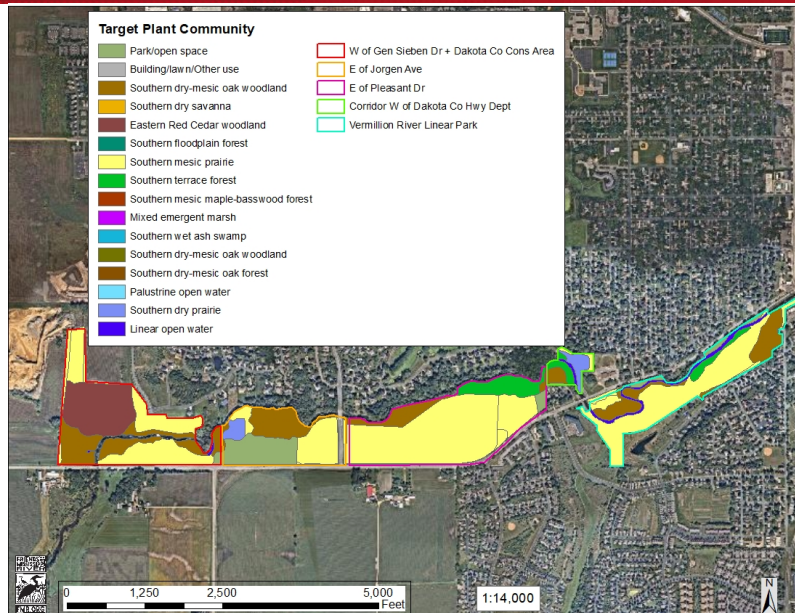 Target Plant Community
Park/open space
Building/lawn/Other use
Southern dry-mesic oak woodland
Southern dry savanna
Eastern Red Cedar woodland
Southern floodplain forest
Southern mesic prairie
Southern terrace forest
Southern mesic maple-basswood forest
Mixed emergent marsh
Southern wet ash swamp
Southern dry-mesic oak woodland
Southern dry-mesic oak forest
Palustrine open water
Southern dry prairie
Linear open water
W of Gen Sieben Dr + Dakota Co Cons Area
E of Jorgen Ave
E of Pleasant Dr
Corridor W of Dakota Co Hwy Dept
Vermillion River Linear Park
0 1,250 2,500 5,000
Feet
1:14,000
N